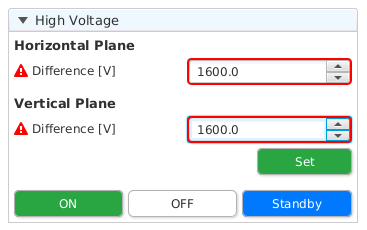 High Voltage
Horizontal Plane
Difference [V] 1600.0
Vertical Plane
Difference [V] 1600.0
Set
ON OFF Standby